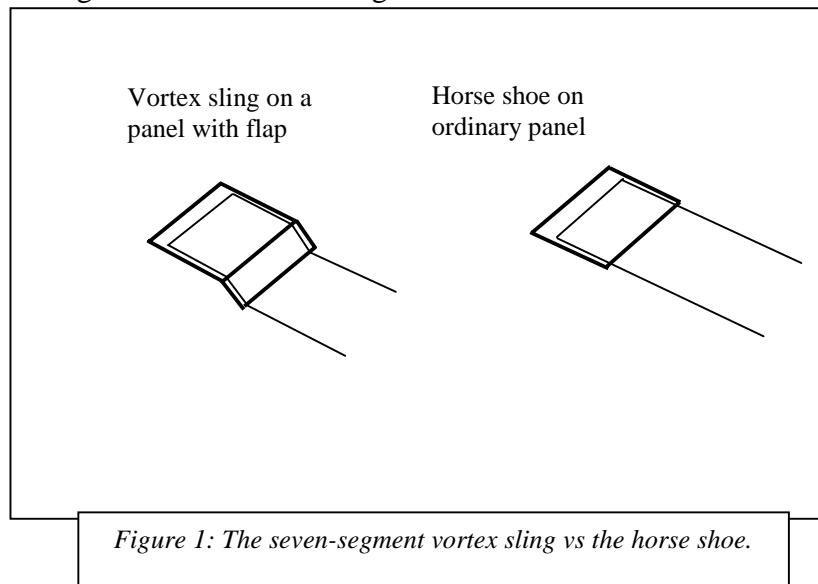 Vortex sling on a
panel with flap
Horse shoe on
ordinary panel
Figure 1: The seven-segment vortex sling vs the horse shoe.